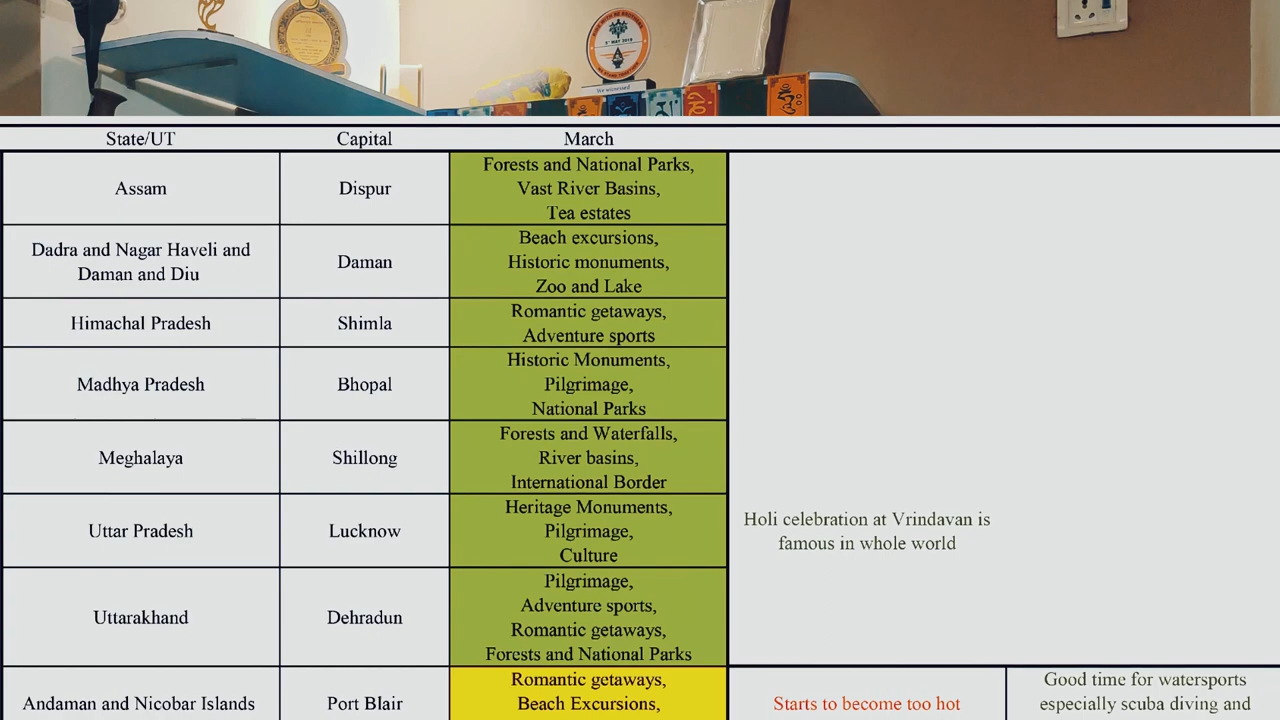 5th MAY 2019
We witnessed
State/UT Capital March
Assam Dispur Forests and National Parks,
Vast River Basins,
Tea estates
Dadra and Nagar Haveli and
Daman and Diu
Daman
Beach excursions,
Historic monuments,
Zoo and Lake
Himachal Pradesh
Shimla
Romantic getaways,
Adventure sports
Madhya Pradesh
Bhopal
Historic Monuments,
Pilgrimage,
National Parks
Meghalaya
Shillong
Forests and Waterfalls,
River basins,
International Border
Uttar Pradesh
Lucknow
Heritage Monuments,
Pilgrimage,
Culture
Holi celebration at Vrindavan is
famous in whole world
Uttarakhand
Dehradun
Pilgrimage,
Adventure sports,
Romantic getaways,
Forests and National Parks
Andaman and Nicobar Islands
Port Blair
Romantic getaways,
Beach Excursions,
Starts to become too hot
Good time for watersports
especially scuba diving and